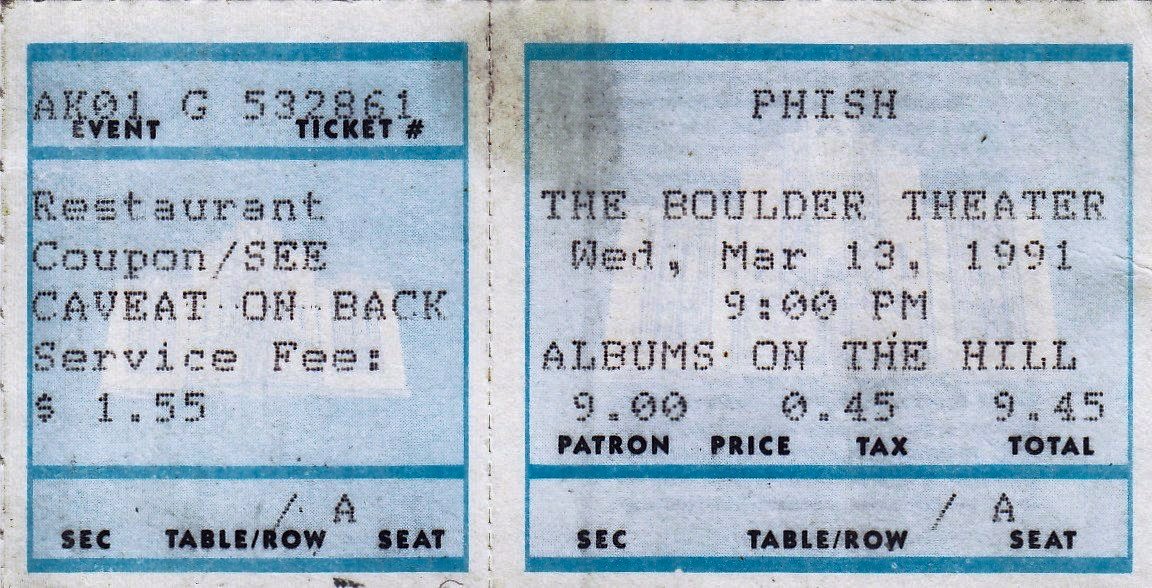 AK01 G 532861
EVENT TICKET #
Restaurant
Coupon/SEE
CAVEAT ON BACK
Service Fee:
$ 1.55
/ A
SEC TABLE/ROW SEAT
PHISH
THE BOULDER THEATER
Wed, Mar 13, 1991
9:00 PM
ALBUMS ON THE HILL
9.00 0.45 9.45
PATRON PRICE TAX TOTAL
/ A
SEC TABLE/ROW SEAT